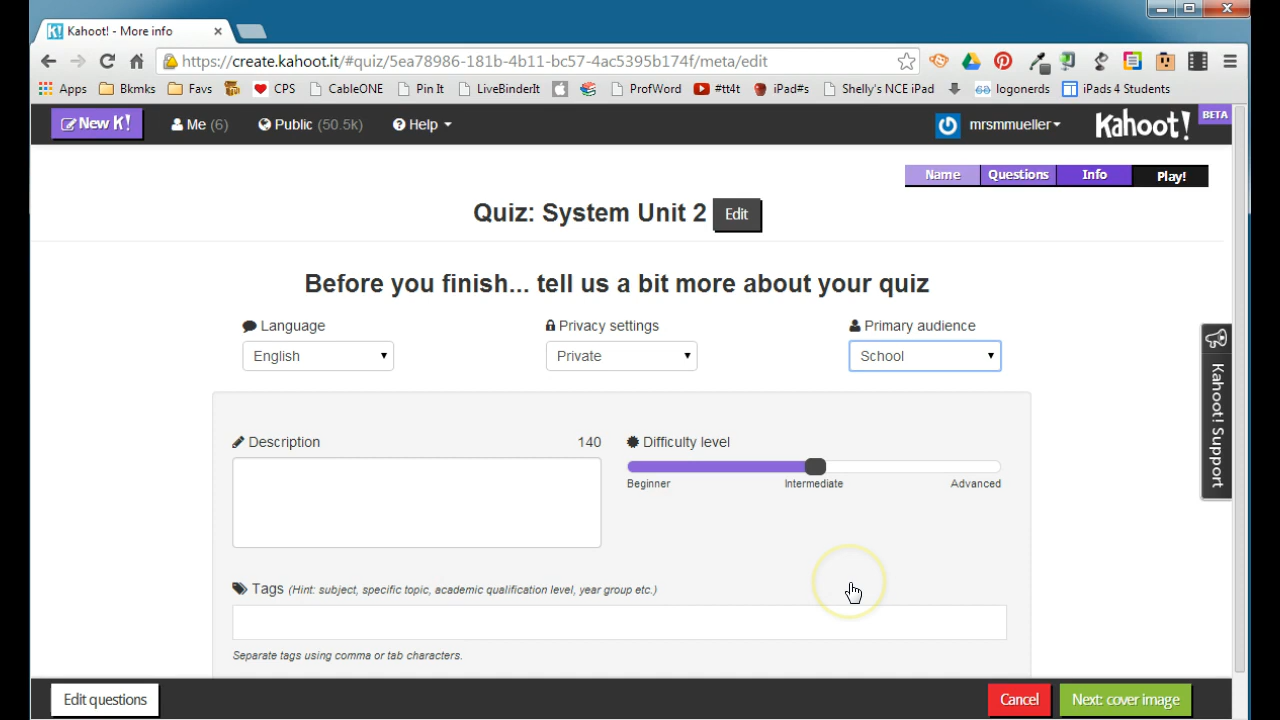 Kahoot! - More info
https://create.kahoot.it/#quiz/5ea78986-181b-4b11-bc57-4ac5395b174f/meta/edit
Apps Bkmks Favs CPS CableONE Pin It LiveBinderIt ProfWord #tt4t iPad#s Shelly's NCE iPad logonerds iPads 4 Students
New K! Me (6) Public (50.5k) Help mrsmmueller Kahoot! BETA
Name Questions Info Play!
Quiz: System Unit 2 Edit
Before you finish... tell us a bit more about your quiz
Language Privacy settings Primary audience
English Private School
Kahoot! Support
Description 140 Difficulty level
Beginner Intermediate Advanced
Tags (Hint: subject, specific topic, academic qualification level, year group etc.)
Separate tags using comma or tab characters.
Edit questions Cancel Next: cover image